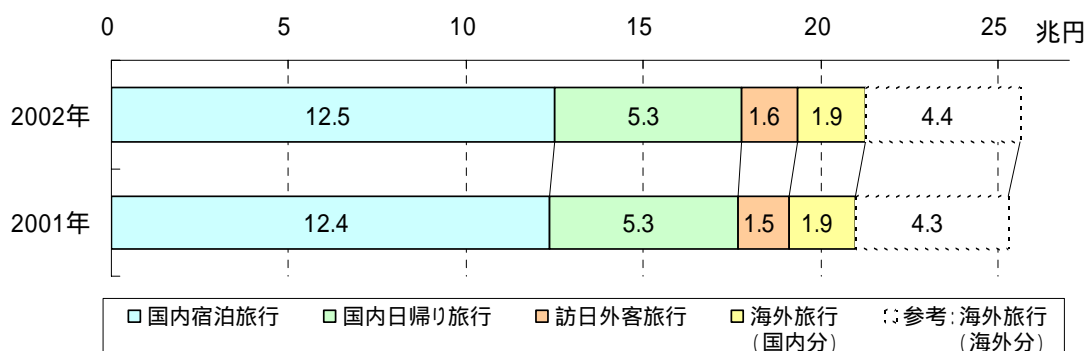 0 5 10 15 20 25 兆円
2002年 12.5 5.3 1.6 1.9 4.4
2001年 12.4 5.3 1.5 1.9 4.3
国内宿泊旅行 国内日帰り旅行 訪日外客旅行 海外旅行 参考：海外旅行
（国内分） （海外分）